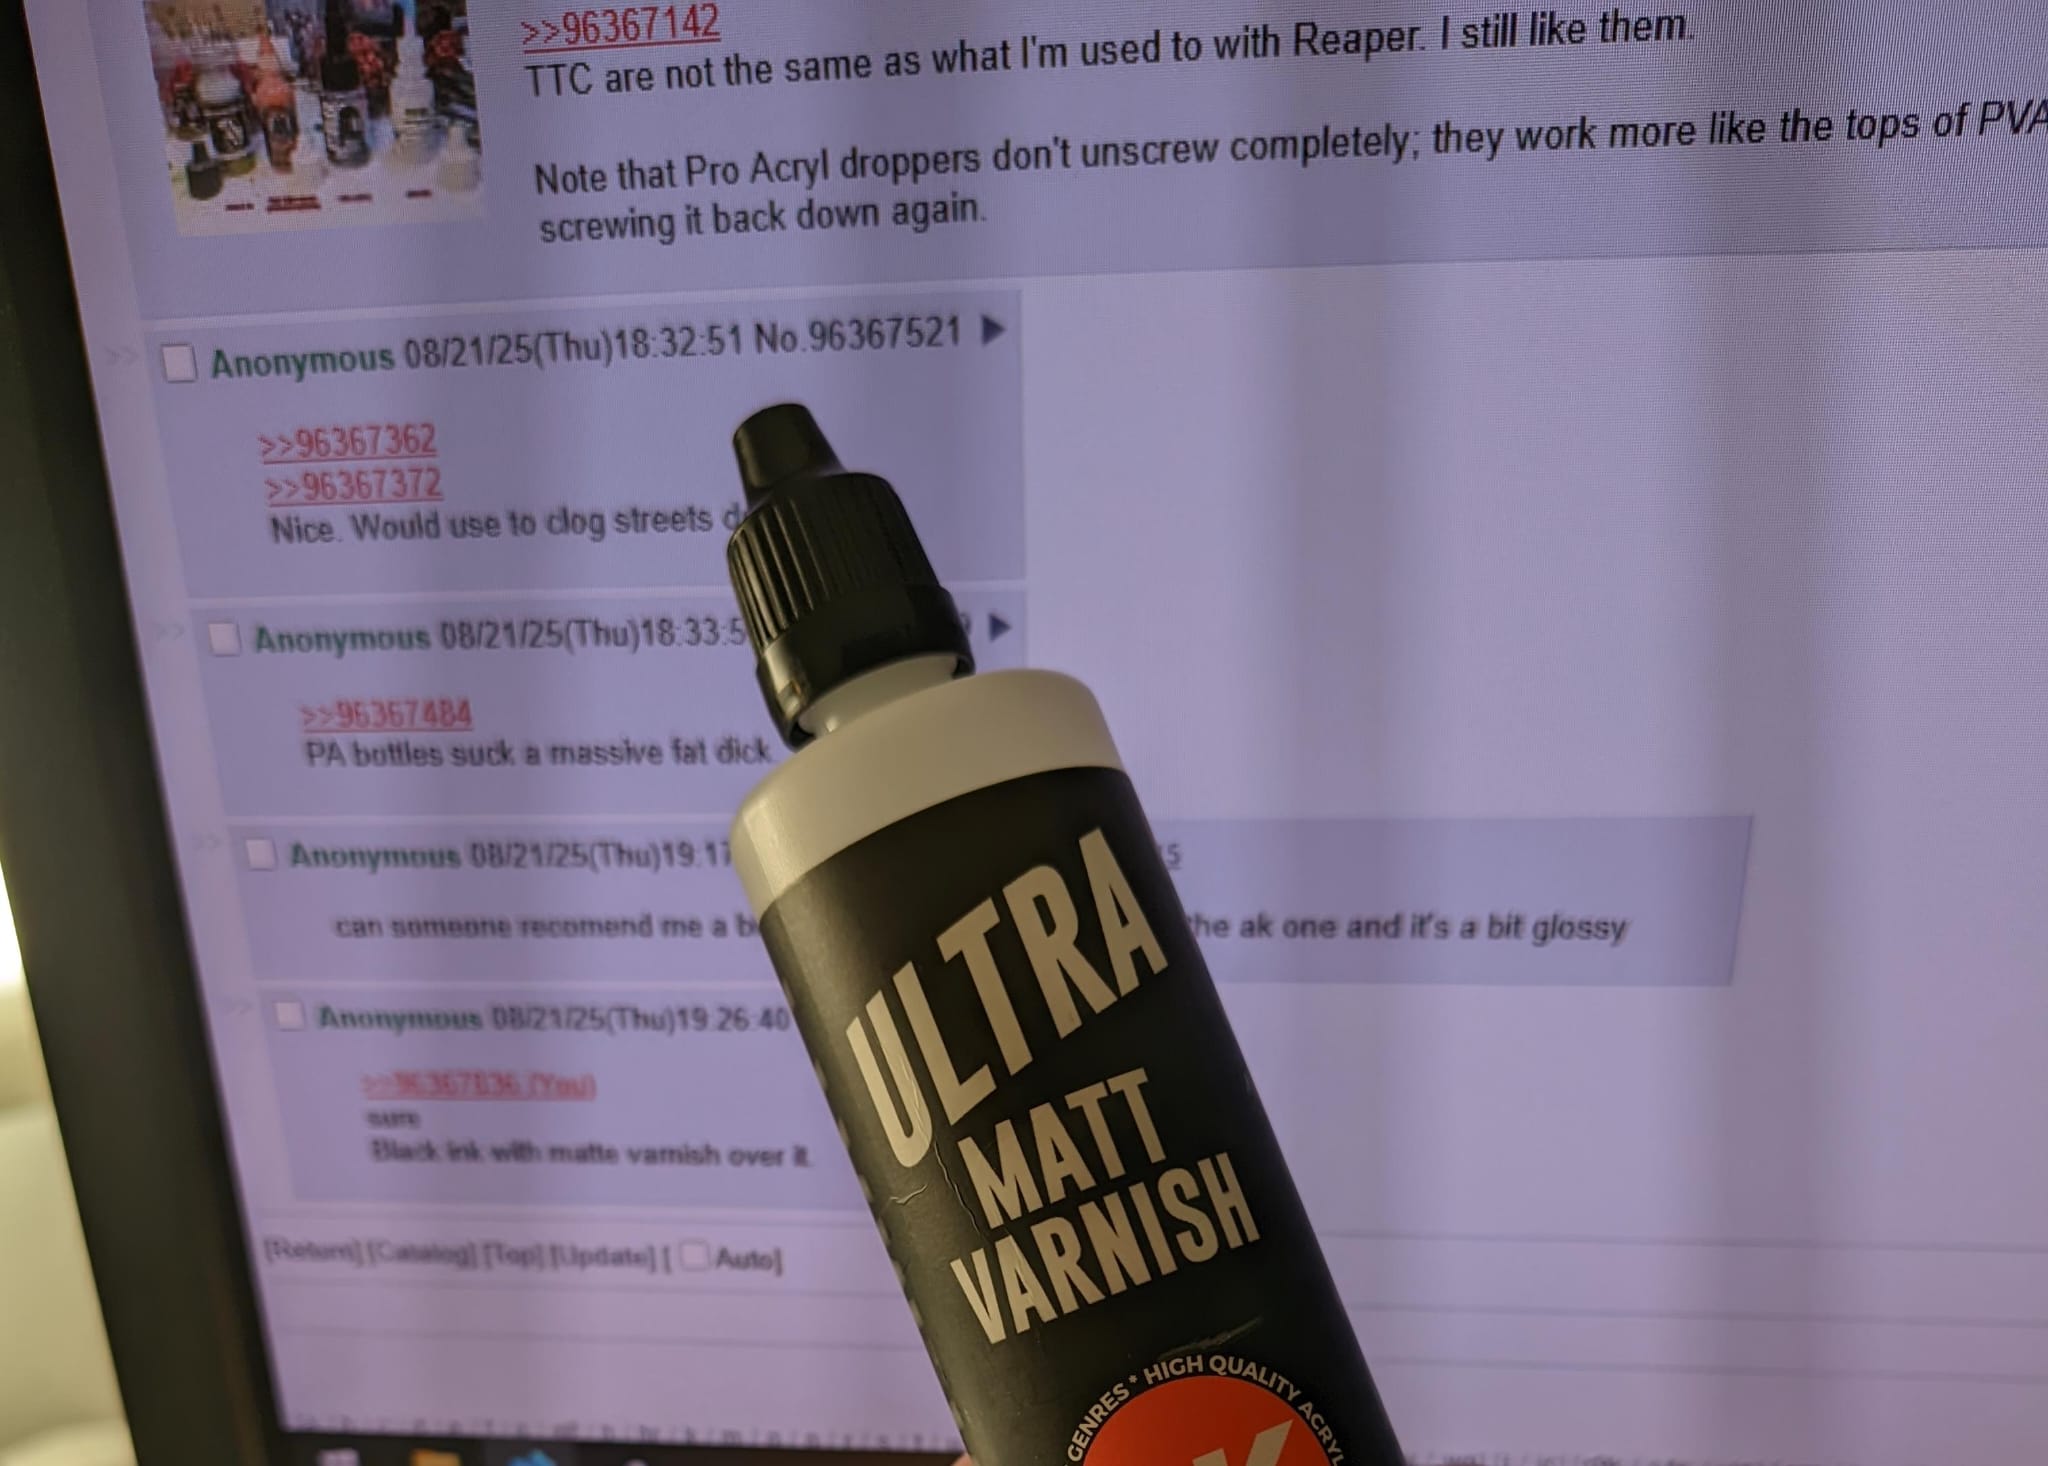 >>96367142
TTC are not the same as what I'm used to with Reaper. I still like them.
Note that Pro Acryl droppers don't unscrew completely; they work more like the tops of PVA
screwing it back down again.
Anonymous 08/21/25(Thu)18:32:51 No.96367521 ▶
>>96367362
>>96367372
Nice. Would use to clog streets
Anonymous 08/21/25(Thu)18:33:5 ▶
>>96367484
PA bottles suck a massive fat dick
Anonymous 08/21/25(Thu)19:17 5
can someone recomend me a the ak one and it's a bit glossy
Anonymous 08/21/25(Thu)19:26:40
>>96367836 (You)
sure
Black ink with matte varnish over it
[Return] [Catalog] [Top] [Update] [ Auto]
ULTRA
MATT
VARNISH
GENRES * HIGH QUALITY ACRYL